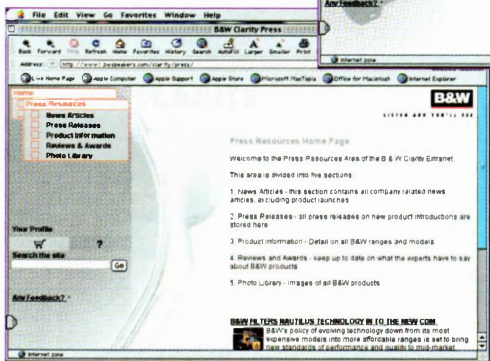 Any Feedback?
Internet zone
File Edit View Go Favorites Window Help
B&W Clarity Press
Back Forward Stop Refresh Home Favorites History Search AutoFill Larger Smaller Print
Address: http://www1.bwspeakers.com/clarity/press/
Live Home Page Apple Computer Apple Support Apple Store Microsoft MacTopia Office for Macintosh Internet Explorer
Home
Press Resources
News Articles
Press Releases
Product Information
Reviews & Awards
Photo Library
B&W
LISTEN AND YOU'LL SEE
Press Resources Home Page
Welcome to the Press Resources Area of the B & W Clarity Extranet.
This area is divided into five sections:
1. News Articles - this section contains all company related news
articles, excluding product launches
2. Press Releases - all press releases on new product introductions are
stored here
3. Product Information - Detail on all B&W ranges and models
4. Reviews and Awards - keep up to date on what the experts have to say
about B&W products
5. Photo Library - images of all B&W products
Your Profile
?
Search the site
Go
Any Feedback?
B&W FILTERS NAUTILUS TECHNOLOGY IN TO THE NEW CDM
B&W's policy of evolving technology down from its most
expensive models into more affordable ranges is set to bring
new standards of performance and quality to mid-market
Internet zone